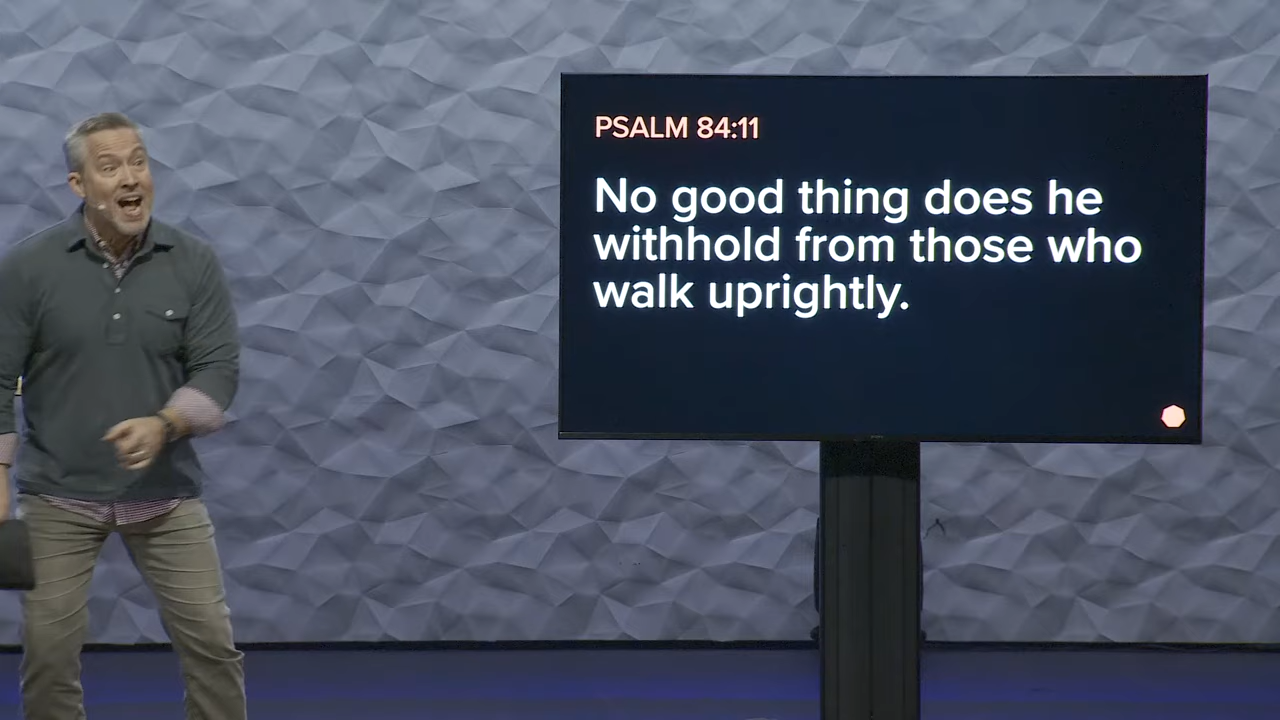 PSALM 84:11
No good thing does he
withhold from those who
walk uprightly.